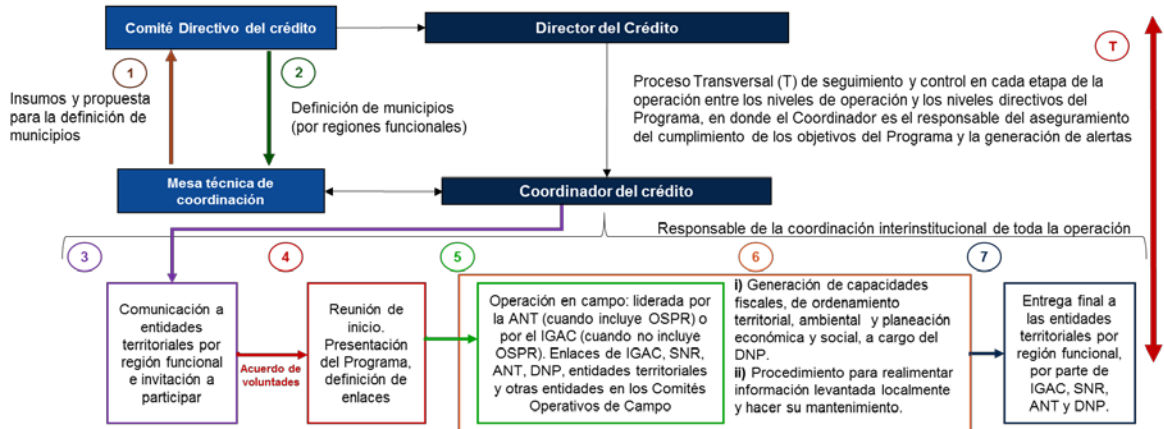 Comité Directivo del crédito
Director del Crédito
1
2
T
Insumos y propuesta
para la definición de
municipios
Definición de municipios
(por regiones funcionales)
Proceso Transversal (T) de seguimiento y control en cada etapa de la
operación entre los niveles de operación y los niveles directivos del
Programa, en donde el Coordinador es el responsable del aseguramiento
del cumplimiento de los objetivos del Programa y la generación de alertas
Mesa técnica de
coordinación
Coordinador del crédito
Responsable de la coordinación interinstitucional de toda la operación
3
4
5
6
7
Comunicación a
entidades
territoriales por
región funcional
e invitación a
participar
Acuerdo de
voluntades
Reunión de
inicio.
Presentación
del Programa,
definición de
enlaces
Operación en campo: liderada por
la ANT (cuando incluye OSPR) o
por el IGAC (cuando no incluye
OSPR). Enlaces de IGAC, SNR,
ANT, DNP, entidades territoriales
y otras entidades en los Comités
Operativos de Campo
i) Generación de capacidades
fiscales, de ordenamiento
territorial, ambiental y planeación
económica y social, a cargo del
DNP.
ii) Procedimiento para realimentar
información levantada localmente
y hacer su mantenimiento.
Entrega final a
las entidades
territoriales por
región funcional,
por parte de
IGAC, SNR,
ANT y DNP.